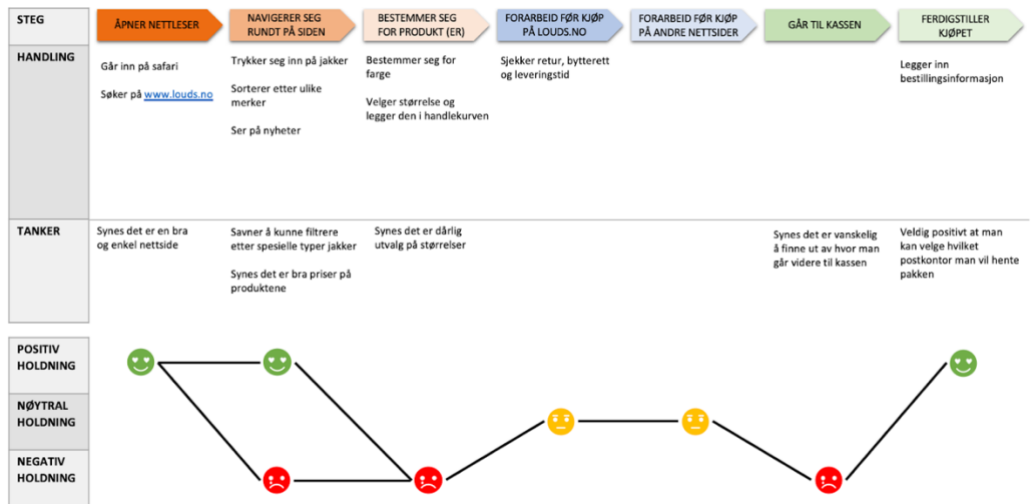 STEG
ÅPNER NETTLESER
NAVIGERER SEG
RUNDT PÅ SIDEN
BESTEMMER SEG
FOR PRODUKT (ER)
FORARBEID FØR KJØP
PÅ LOUDS.NO
FORARBEID FØR KJØP
PÅ ANDRE NETTSIDER
GÅR TIL KASSEN
FERDIGSTILLER
KJØPET
HANDLING
Går inn på safari
Søker på www.louds.no
Trykker seg inn på jakker
Sorterer etter ulike
merker
Ser på nyheter
Bestemmer seg for
farge
Velger størrelse og
legger den i handlekurven
Sjekker retur, bytterett
og leveringstid
Legger inn
bestillingsinformasjon
TANKER
Synes det er en bra
og enkel nettside
Savner å kunne filtrere
etter spesielle typer jakker
Synes det er bra priser på
produktene
Synes det er dårlig
utvalg på størrelser
Synes det er vanskelig
å finne ut av hvor man
går videre til kassen
Veldig positivt at man
kan velge hvilket
postkontor man vil hente
pakken
POSITIV
HOLDNING
NØYTRAL
HOLDNING
NEGATIV
HOLDNING